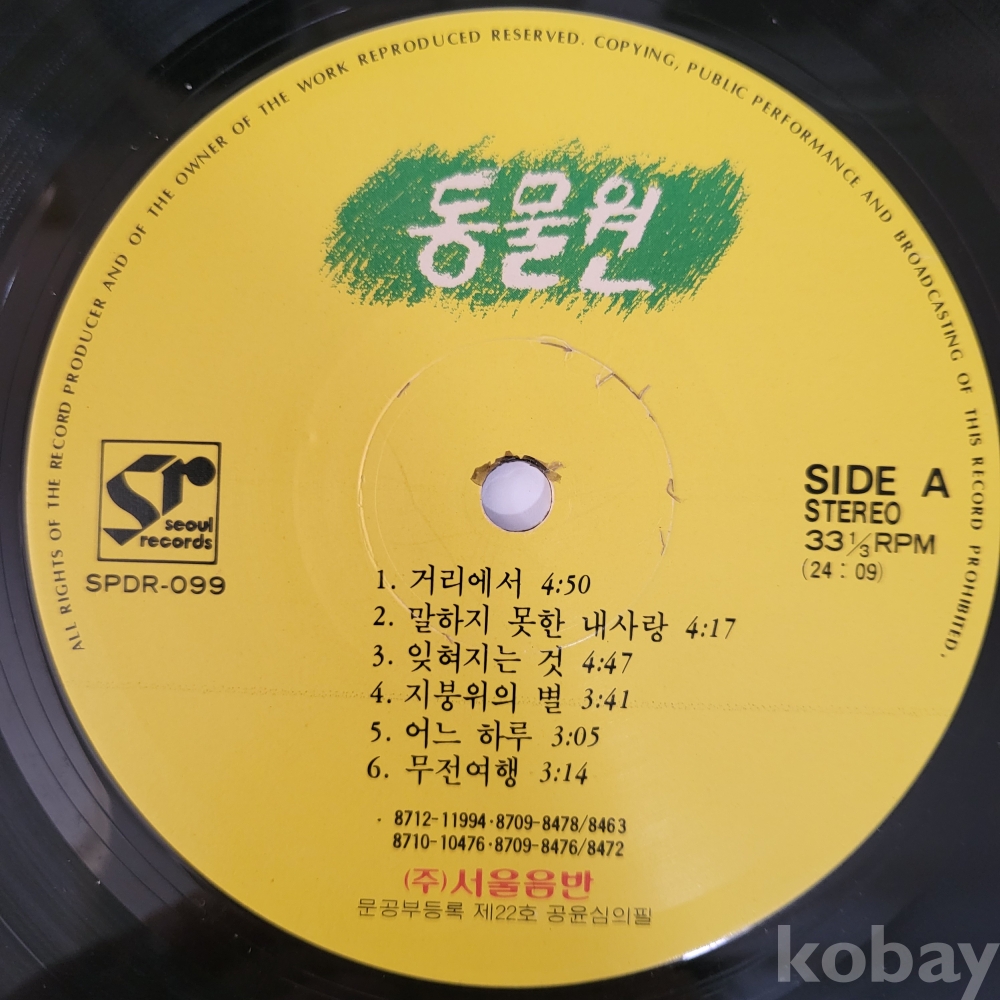 ALL RIGHTS OF THE RECORD PRODUCER AND OF THE OWNER OF THE WORK REPRODUCED RESERVED. COPYING, PUBLIC PERFORMANCE AND BROADCASTING OF THIS RECORD PROHIBITED,
동물원
Sr
seoul
records
SPDR-099
SIDE A
STEREO
33 1/3 RPM
(24 : 09)
1. 거리에서 4:50
2. 말하지 못한 내사랑 4:17
3. 잊혀지는 것 4:47
4. 지붕위의 별 3:41
5. 어느 하루 3:05
6. 무전여행 3:14
8712-11994·8709-8478/8463
8710-10476·8709-8476/8472
(주)서울음반
문공부등록 제22호 공윤심의필
kobay